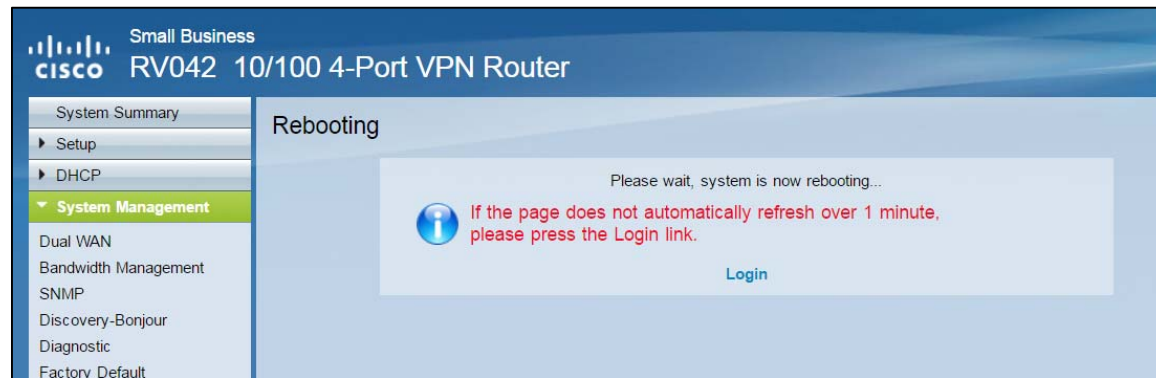 Small Business
CISCO RV042 10/100 4-Port VPN Router
System Summary
Setup
DHCP
System Management
Dual WAN
Bandwidth Management
SNMP
Discovery-Bonjour
Diagnostic
Factory Default
Rebooting
Please wait, system is now rebooting...
If the page does not automatically refresh over 1 minute,
please press the Login link.
Login